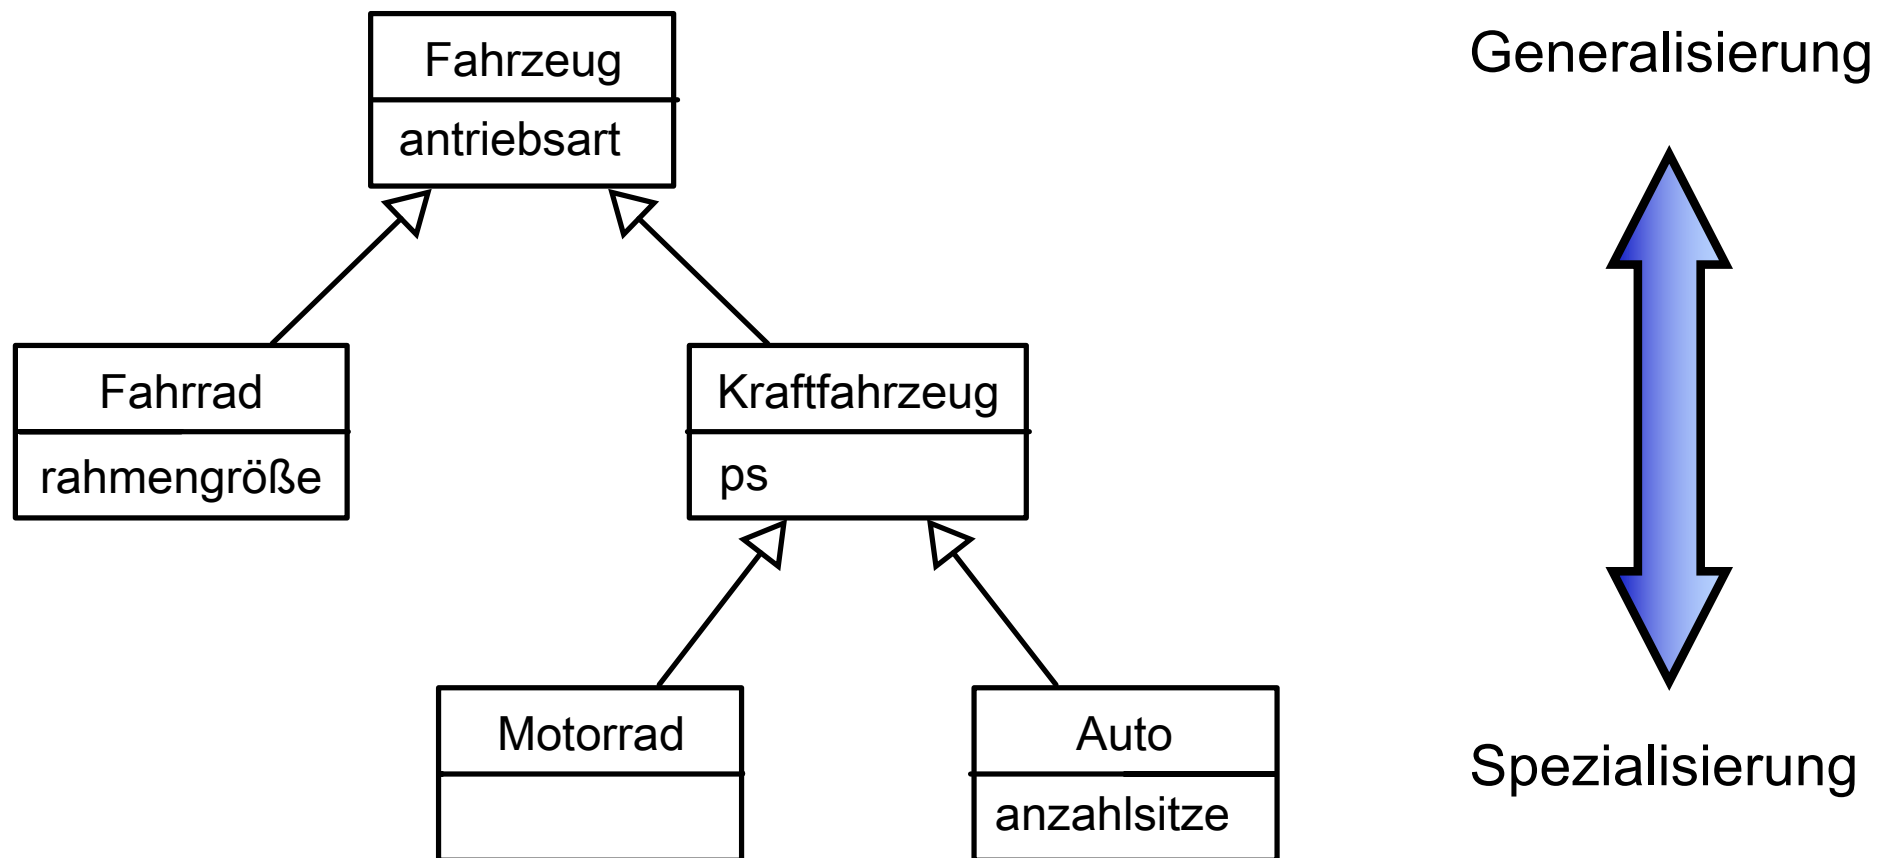 Fahrzeug
antriebsart
Generalisierung
Fahrrad
rahmengröße
Kraftfahrzeug
ps
Motorrad
Auto
anzahlsitze
Spezialisierung